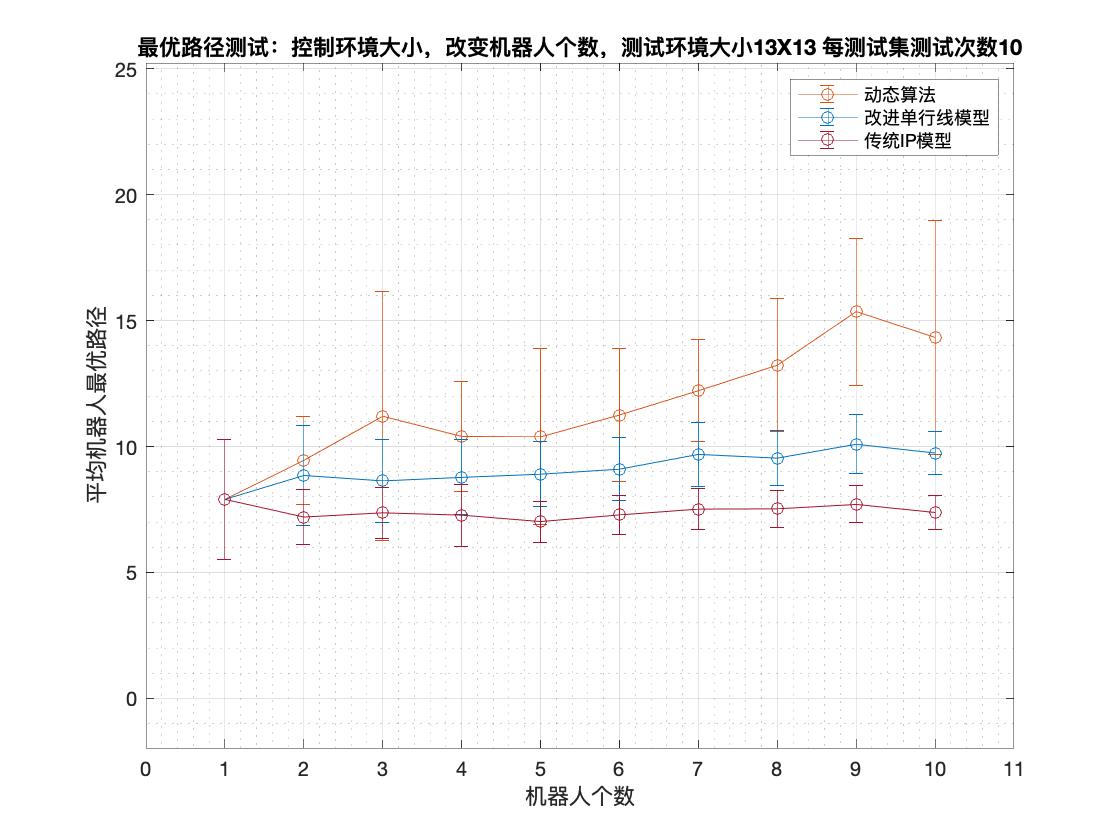 最优路径测试：控制环境大小，改变机器人个数，测试环境大小13X13 每测试集测试次数10
动态算法
改进单行线模型
传统IP模型
平均机器人最优路径
25
20
15
10
5
0
0 1 2 3 4 5 6 7 8 9 10 11
机器人个数